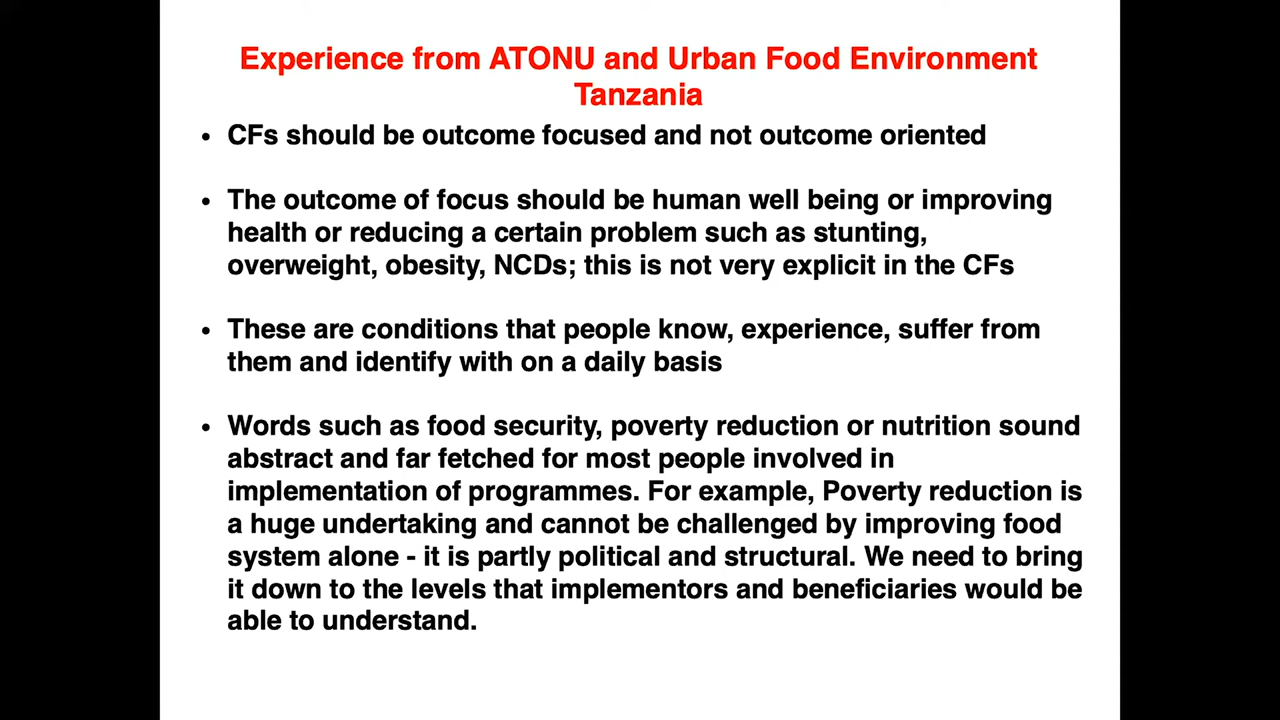 Experience from ATONU and Urban Food Environment
Tanzania
• CFs should be outcome focused and not outcome oriented
• The outcome of focus should be human well being or improving
health or reducing a certain problem such as stunting,
overweight, obesity, NCDs; this is not very explicit in the CFs
• These are conditions that people know, experience, suffer from
them and identify with on a daily basis
• Words such as food security, poverty reduction or nutrition sound
abstract and far fetched for most people involved in
implementation of programmes. For example, Poverty reduction is
a huge undertaking and cannot be challenged by improving food
system alone - it is partly political and structural. We need to bring
it down to the levels that implementors and beneficiaries would be
able to understand.